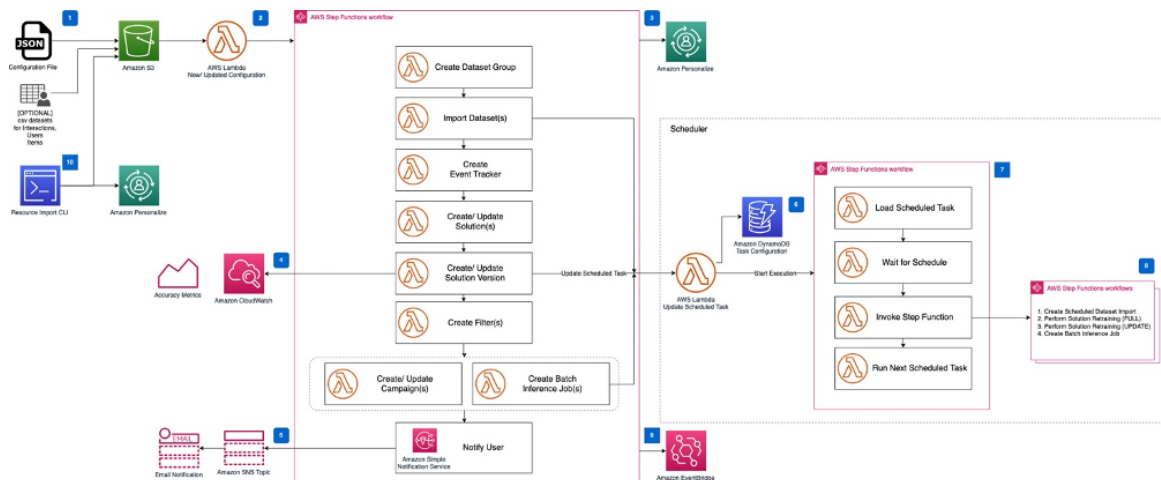 1
JSON
Configuration File
[OPTIONAL]
csv datasets
for Interactions,
Users
Items
10
Resource Import CLI
Amazon Personalize
Amazon S3
2
AWS Lambda
New/ Updated Configuration
AWS Step Functions workflow
Create Dataset Group
Import Dataset(s)
Create
Event Tracker
Create/ Update
Solution(s)
Create/ Update
Solution Version
Create Filter(s)
Create/ Update
Campaign(s)
Create Batch
Inference Job(s)
Notify User
Amazon Simple
Notification Service
3
Amazon Personalize
4
Accuracy Metrics
Amazon CloudWatch
5
EMAIL
Email Notification
Amazon SNS Topic
Update Scheduled Task
Scheduler
AWS Lambda
Update Scheduled Task
6
Amazon DynamoDB
Task Configuration
Start Execution
7
AWS Step Functions workflow
Load Scheduled Task
Wait for Schedule
Invoke Step Function
Run Next Scheduled Task
8
AWS Step Functions workflows
1. Create Scheduled Dataset Import
2. Perform Solution Retraining (FULL)
3. Perform Solution Retraining (UPDATE)
4. Create Batch Inference Job
9
Amazon EventBridge